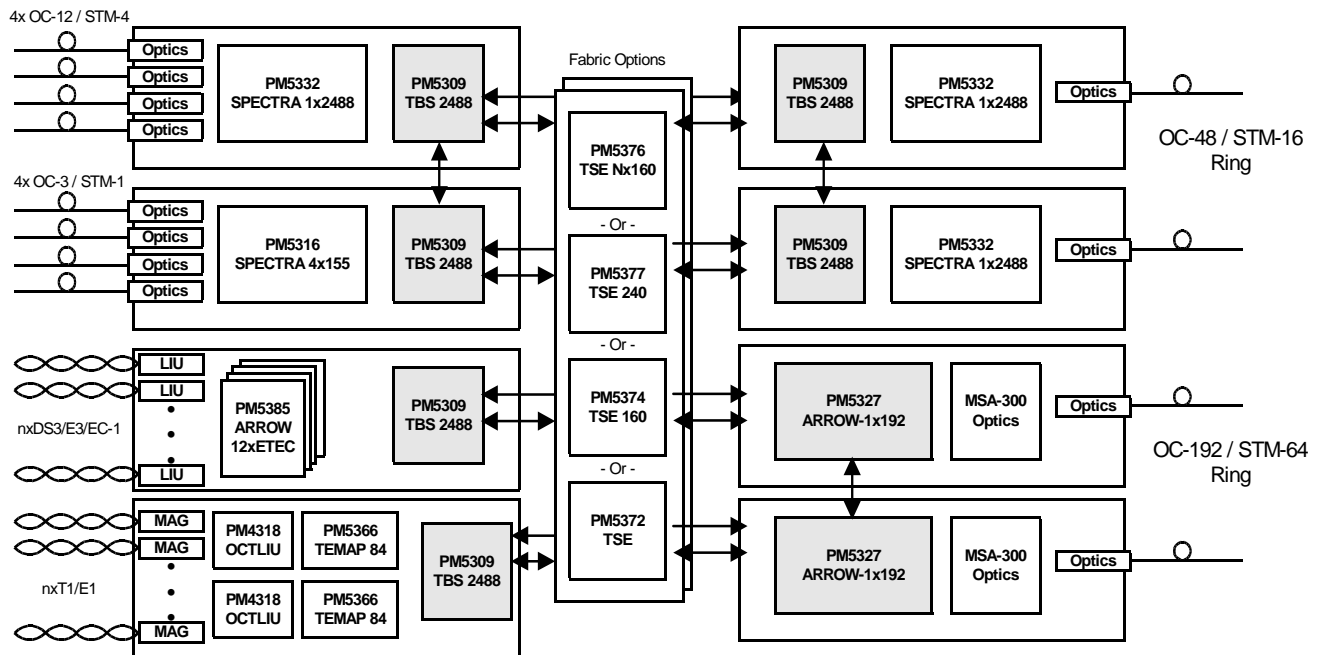 4x OC-12 / STM-4
Optics
Optics
Optics
Optics
PM5332
SPECTRA 1x2488
PM5309
TBS 2488
4x OC-3 / STM-1
Optics
Optics
Optics
Optics
PM5316
SPECTRA 4x155
PM5309
TBS 2488
nxDS3/E3/EC-1
LIU
LIU
LIU
PM5385
ARROW
12xETEC
PM5309
TBS 2488
nxT1/E1
MAG
MAG
MAG
PM4318
OCTLIU
PM5366
TEMAP 84
PM4318
OCTLIU
PM5366
TEMAP 84
PM5309
TBS 2488
Fabric Options
PM5376
TSE Nx160
- Or -
PM5377
TSE 240
- Or -
PM5374
TSE 160
- Or -
PM5372
TSE
PM5309
TBS 2488
PM5332
SPECTRA 1x2488
Optics
OC-48 / STM-16
Ring
PM5309
TBS 2488
PM5332
SPECTRA 1x2488
Optics
PM5327
ARROW-1x192
MSA-300
Optics
Optics
OC-192 / STM-64
Ring
PM5327
ARROW-1x192
MSA-300
Optics
Optics